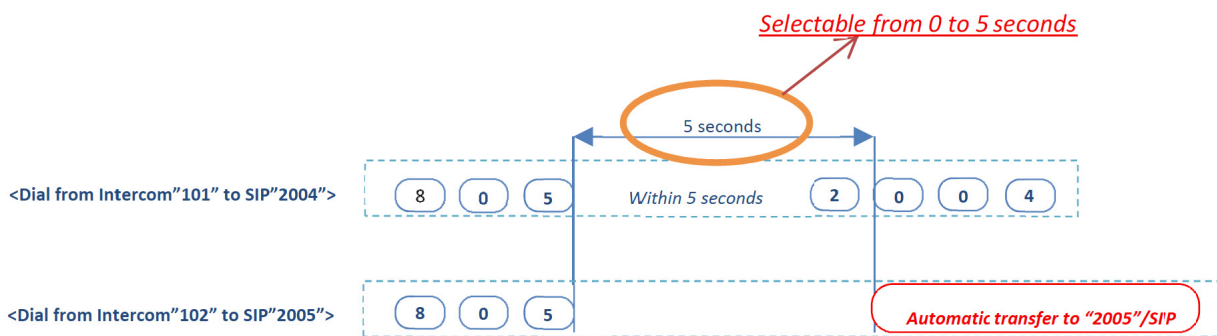 Selectable from 0 to 5 seconds
5 seconds
<Dial from Intercom"101" to SIP"2004"> 8 0 5 Within 5 seconds 2 0 0 4
<Dial from Intercom"102" to SIP"2005"> 8 0 5 Automatic transfer to "2005"/SIP